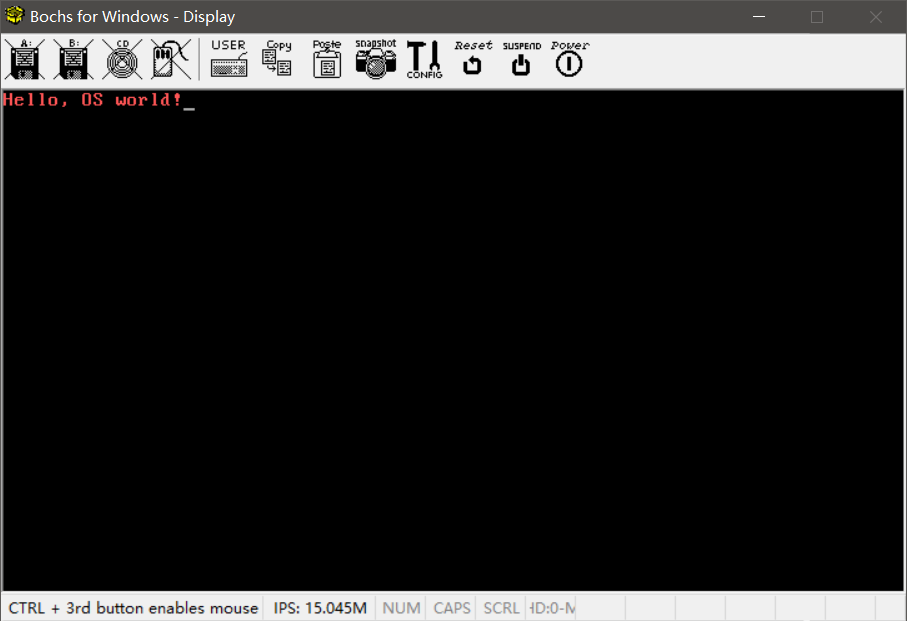 Bochs for Windows - Display
A: B: CD USER Copy Paste snapshot CONFIG Reset SUSPEND Power
Hello, OS world!_
CTRL + 3rd button enables mouse IPS: 15.045M NUM CAPS SCRL HD:0-M